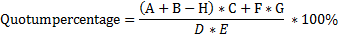 Quotumpercentage = (A + B − H) * C + F * G / D * E * 100%